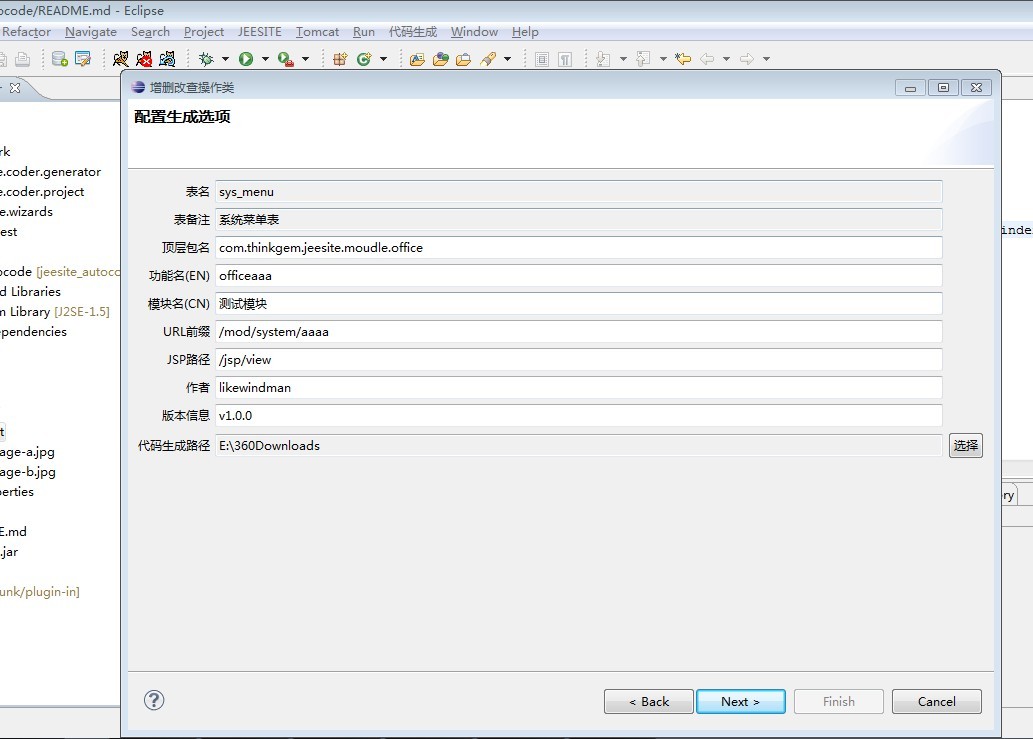 ocode/README.md - Eclipse
Refactor Navigate Search Project JEESITE Tomcat Run 代码生成 Window Help
增删改查操作类
配置生成选项
rk
e.coder.generator
e.coder.project
e.wizards
est
ocode [jeesite_autoco
d Libraries
m Library [J2SE-1.5]
ependencies
t
age-a.jpg
age-b.jpg
erties
E.md
.jar
unk/plugin-in]
表名 sys_menu
表备注 系统菜单表
顶层包名 com.thinkgem.jeesite.moudle.office
功能名(EN) officeaaa
模块名(CN) 测试模块
URL前缀 /mod/system/aaaa
JSP路径 /jsp/view
作者 likewindman
版本信息 v1.0.0
代码生成路径 E:\360Downloads 选择
inde
ry
? < Back Next > Finish Cancel